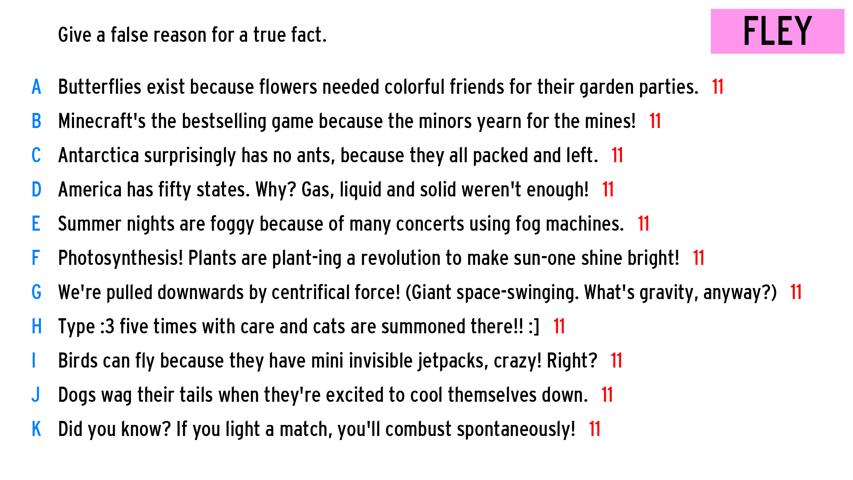 Give a false reason for a true fact.
FLEY
A Butterflies exist because flowers needed colorful friends for their garden parties. 11
B Minecraft's the bestselling game because the minors yearn for the mines! 11
C Antarctica surprisingly has no ants, because they all packed and left. 11
D America has fifty states. Why? Gas, liquid and solid weren't enough! 11
E Summer nights are foggy because of many concerts using fog machines. 11
F Photosynthesis! Plants are plant-ing a revolution to make sun-one shine bright! 11
G We're pulled downwards by centrifical force! (Giant space-swinging. What's gravity, anyway?) 11
H Type :3 five times with care and cats are summoned there!! :] 11
I Birds can fly because they have mini invisible jetpacks, crazy! Right? 11
J Dogs wag their tails when they're excited to cool themselves down. 11
K Did you know? If you light a match, you'll combust spontaneously! 11